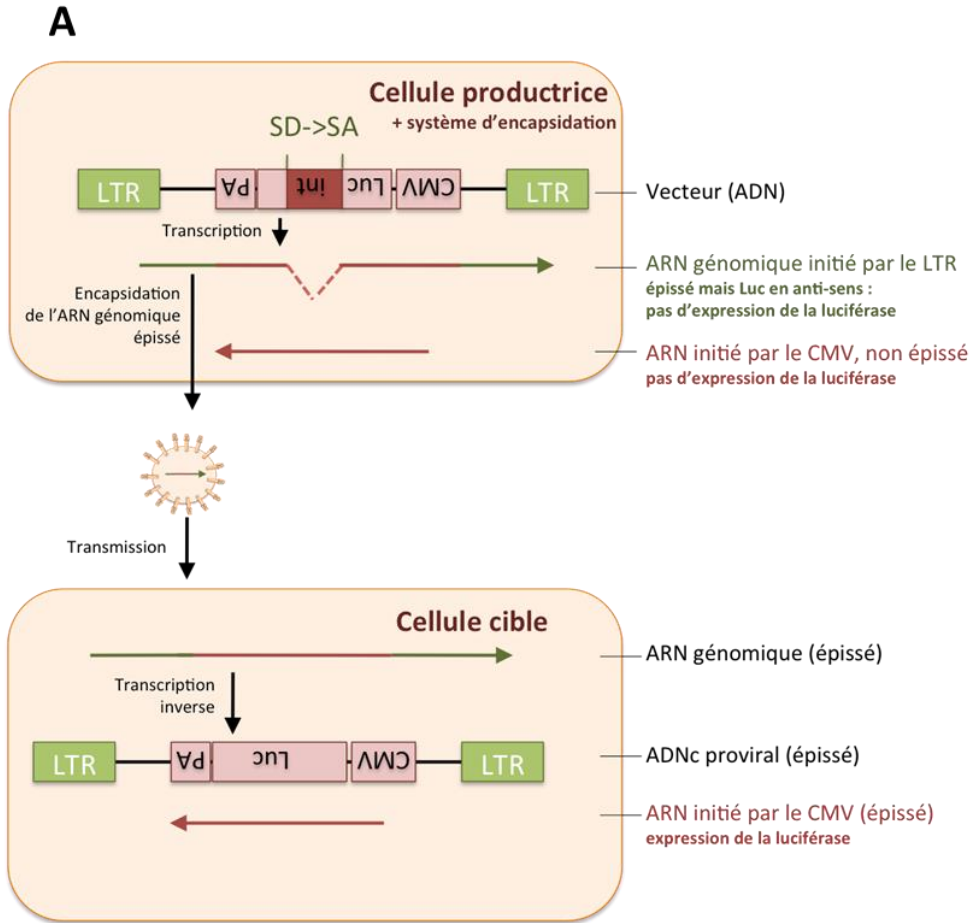 A
Cellule productrice
+ système d'encapsidation
SD->SA
LTR
PA
int
Luc
CMV
LTR
Vecteur (ADN)
Transcription
ARN génomique initié par le LTR
épissé mais Luc en anti-sens :
pas d'expression de la luciférase
Encapsidation
de l'ARN génomique
épissé
ARN initié par le CMV, non épissé
pas d'expression de la luciférase
Transmission
Cellule cible
ARN génomique (épissé)
Transcription
inverse
LTR
PA
Luc
CMV
LTR
ADNc proviral (épissé)
ARN initié par le CMV (épissé)
expression de la luciférase